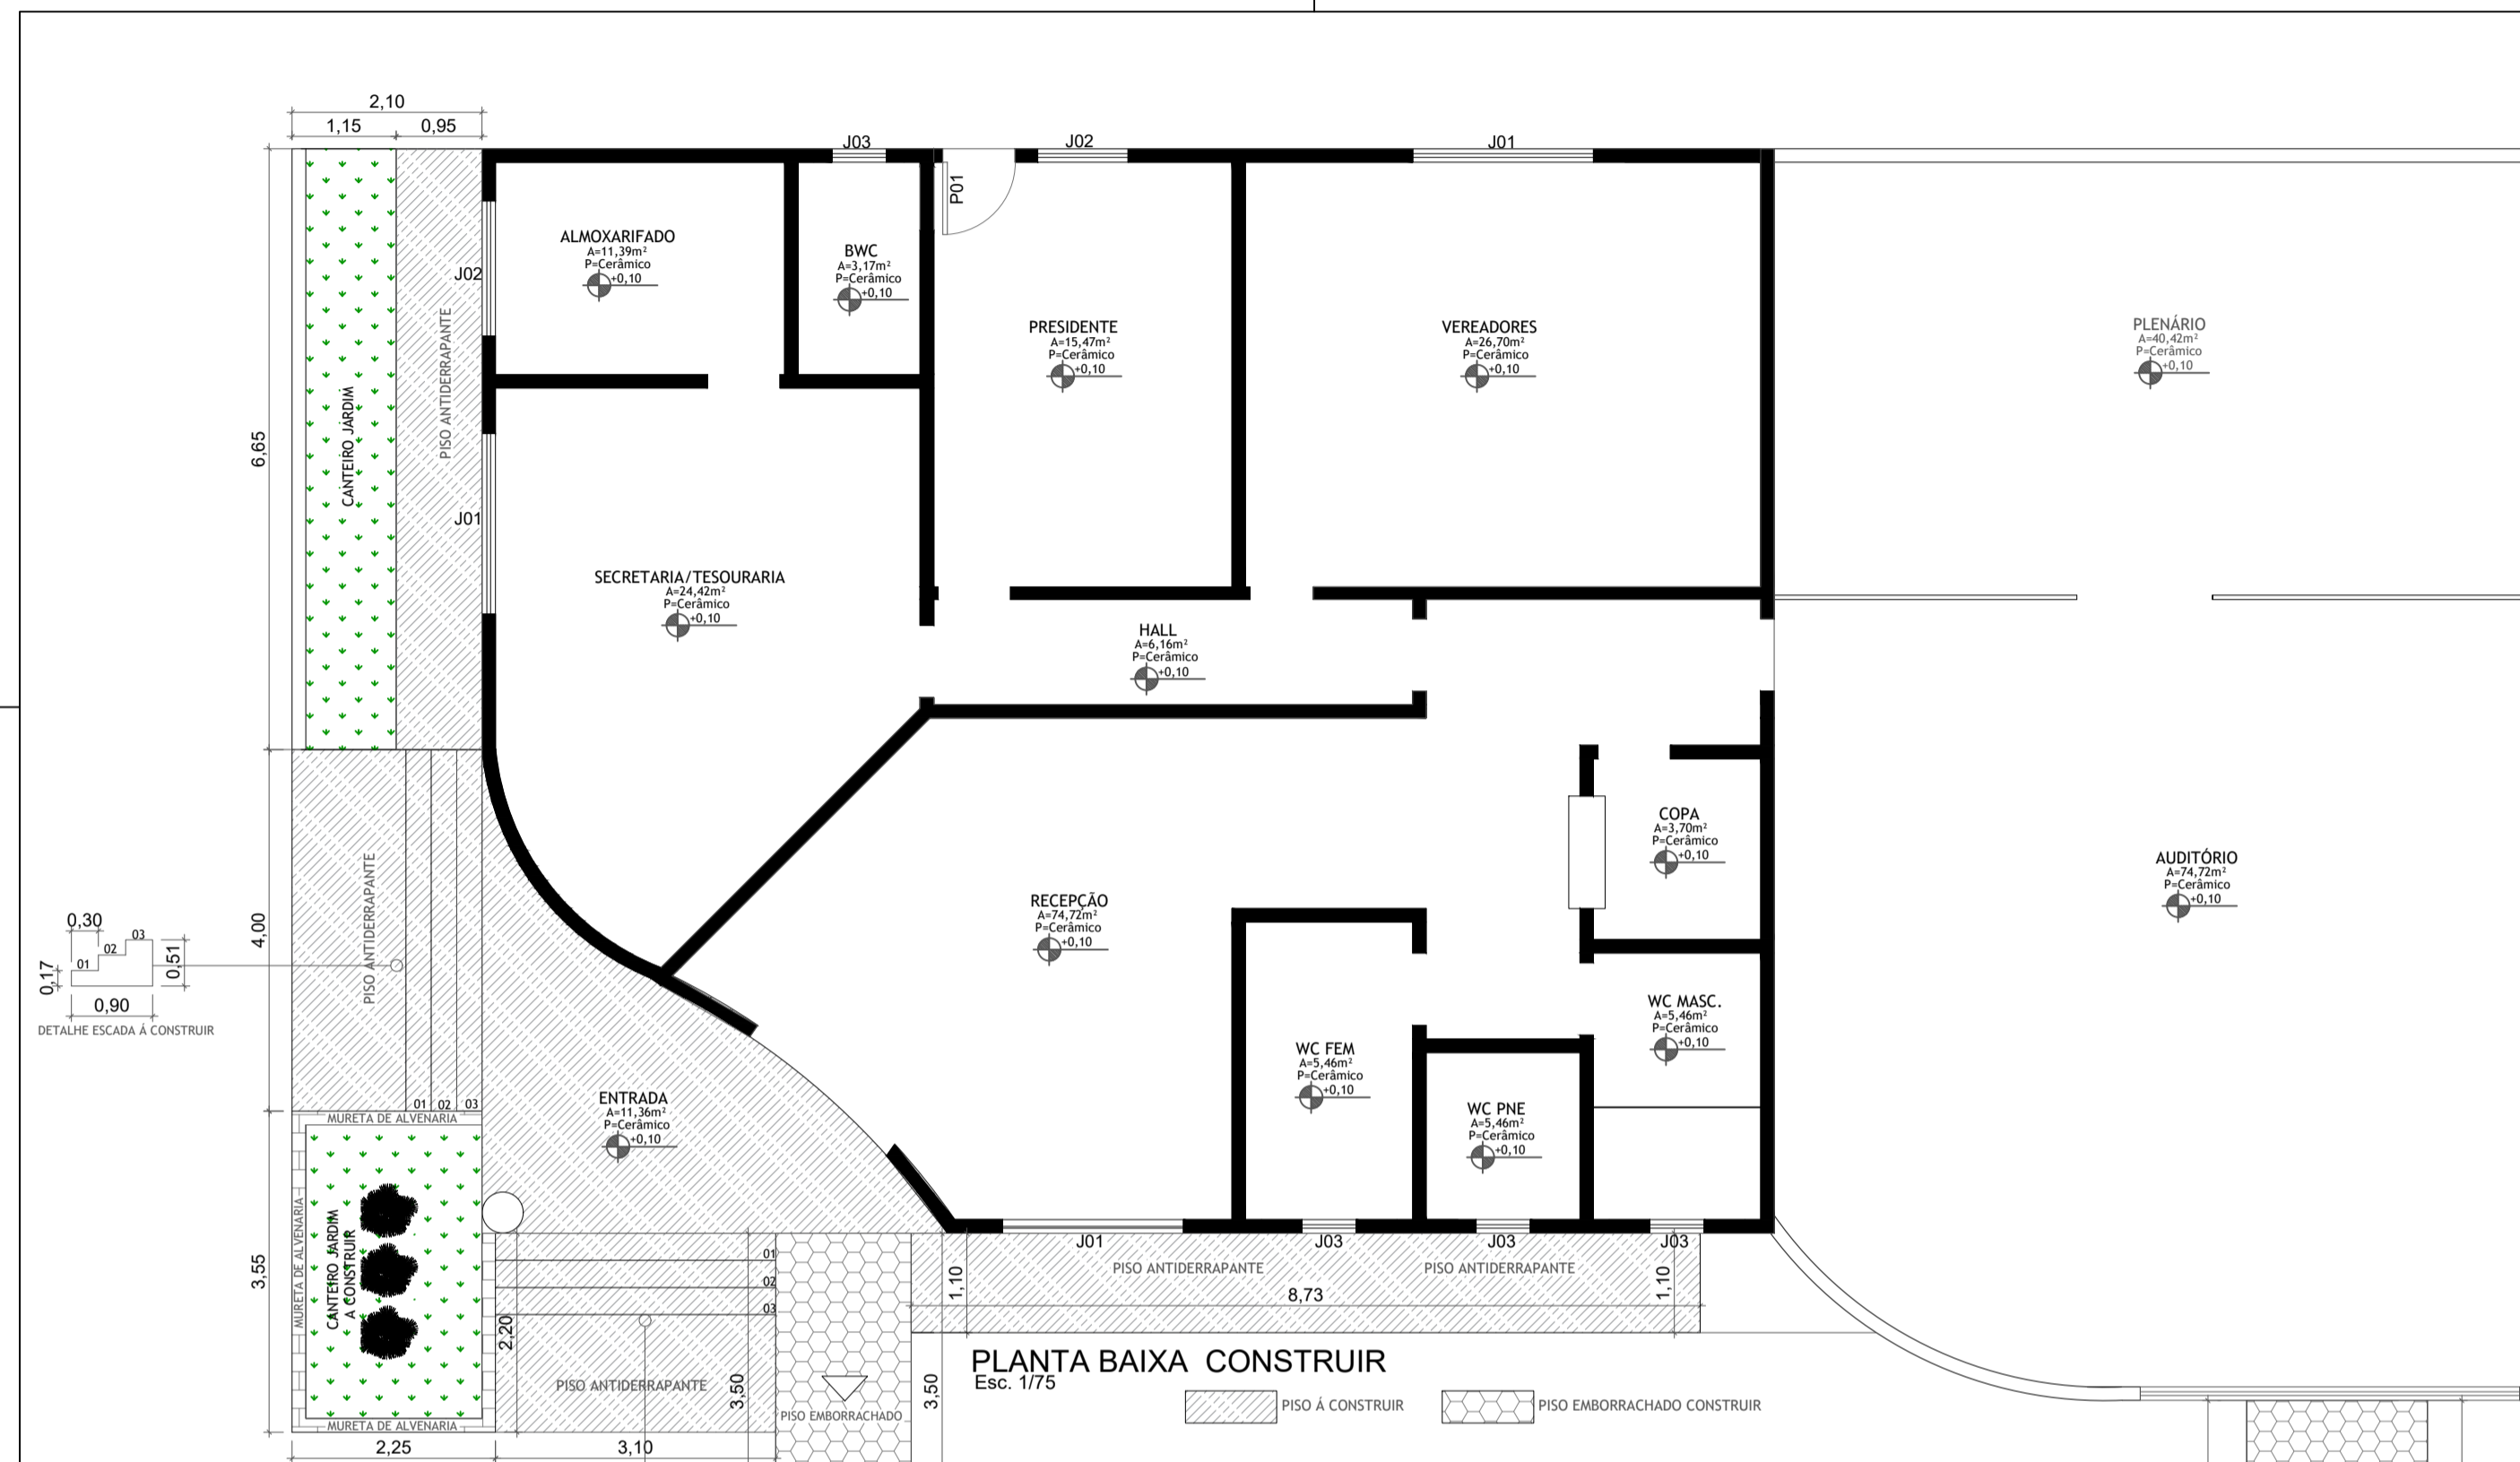 2,10
1,15
0,95
J03
J02
J01
P01
ALMOXARIFADO
A=11,39m²
P=Cerâmico
+0,10
BWC
A=3,17m²
P=Cerâmico
+0,10
J02
PRESIDENTE
A=15,47m²
P=Cerâmico
+0,10
VEREADORES
A=26,70m²
P=Cerâmico
+0,10
PLENÁRIO
A=40,42m²
P=Cerâmico
+0,10
PISO ANTIDERRAPANTE
CANTEIRO JÁRDIM
6,65
J01
SECRETARIA/TESOURARIA
A=24,42m²
P=Cerâmico
+0,10
HALL
A=6,16m²
P=Cerâmico
+0,10
COPA
A=3,70m²
P=Cerâmico
+0,10
AUDITÓRIO
A=74,72m²
P=Cerâmico
+0,10
RECEPÇÃO
A=74,72m²
P=Cerâmico
+0,10
PISO ANTIDERRAPANTE
4,00
0,30
03
02
01
0,51
0,17
0,90
DETALHE ESCADA Á CONSTRUIR
WC MASC.
A=5,46m²
P=Cerâmico
+0,10
WC FEM
A=5,46m²
P=Cerâmico
+0,10
WC PNE
A=5,46m²
P=Cerâmico
+0,10
ENTRADA
A=11,36m²
P=Cerâmico
+0,10
01
02
03
MURETA DE ALVENARIA
MURETA DE ALVENARIA
CANTEIRO JARDIM
A CONSTRUIR
3,55
01
02
03
J01
J03
J03
J03
PISO ANTIDERRAPANTE
PISO ANTIDERRAPANTE
1,10
8,73
1,10
2,20
PISO ANTIDERRAPANTE
3,50
PISO EMBORRACHADO
3,50
PLANTA BAIXA CONSTRUIR
Esc. 1/75
PISO Á CONSTRUIR
PISO EMBORRACHADO CONSTRUIR
MURETA DE ALVENARIA
2,25
3,10